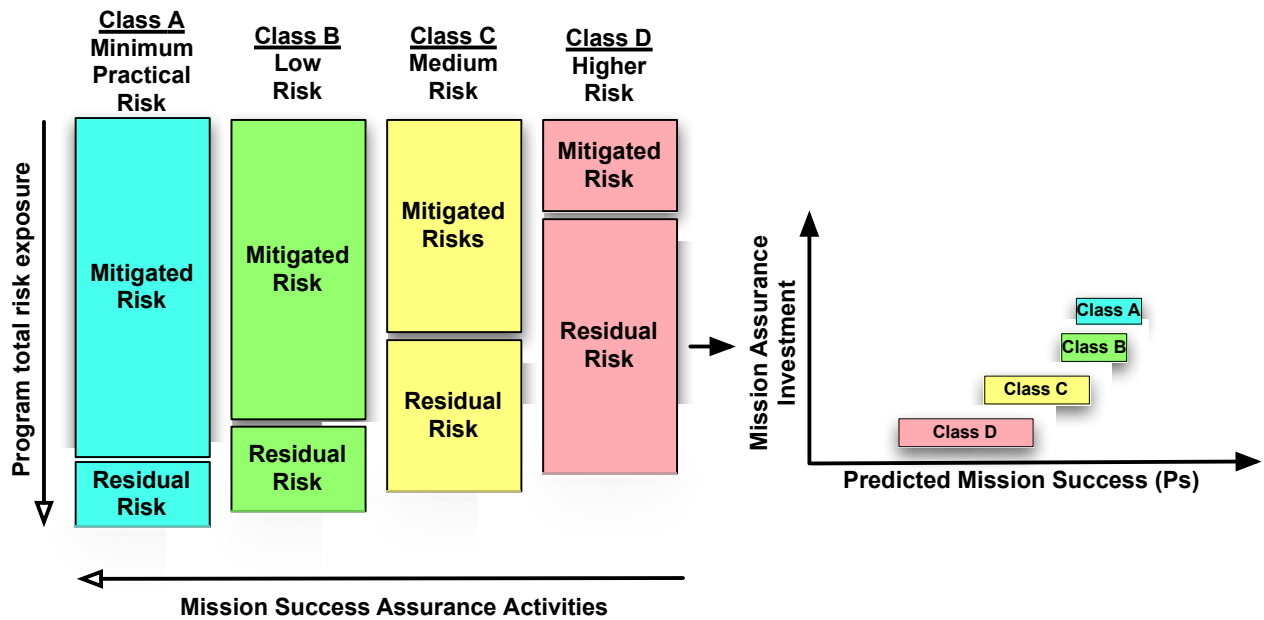 Class A
Minimum
Practical
Risk
Class B
Low
Risk
Class C
Medium
Risk
Class D
Higher
Risk
Program total risk exposure
Mitigated
Risk
Residual
Risk
Mitigated
Risk
Residual
Risk
Mitigated
Risks
Residual
Risk
Mitigated
Risk
Residual
Risk
Mission Success Assurance Activities
Mission Assurance
Investment
Class A
Class B
Class C
Class D
Predicted Mission Success (Ps)